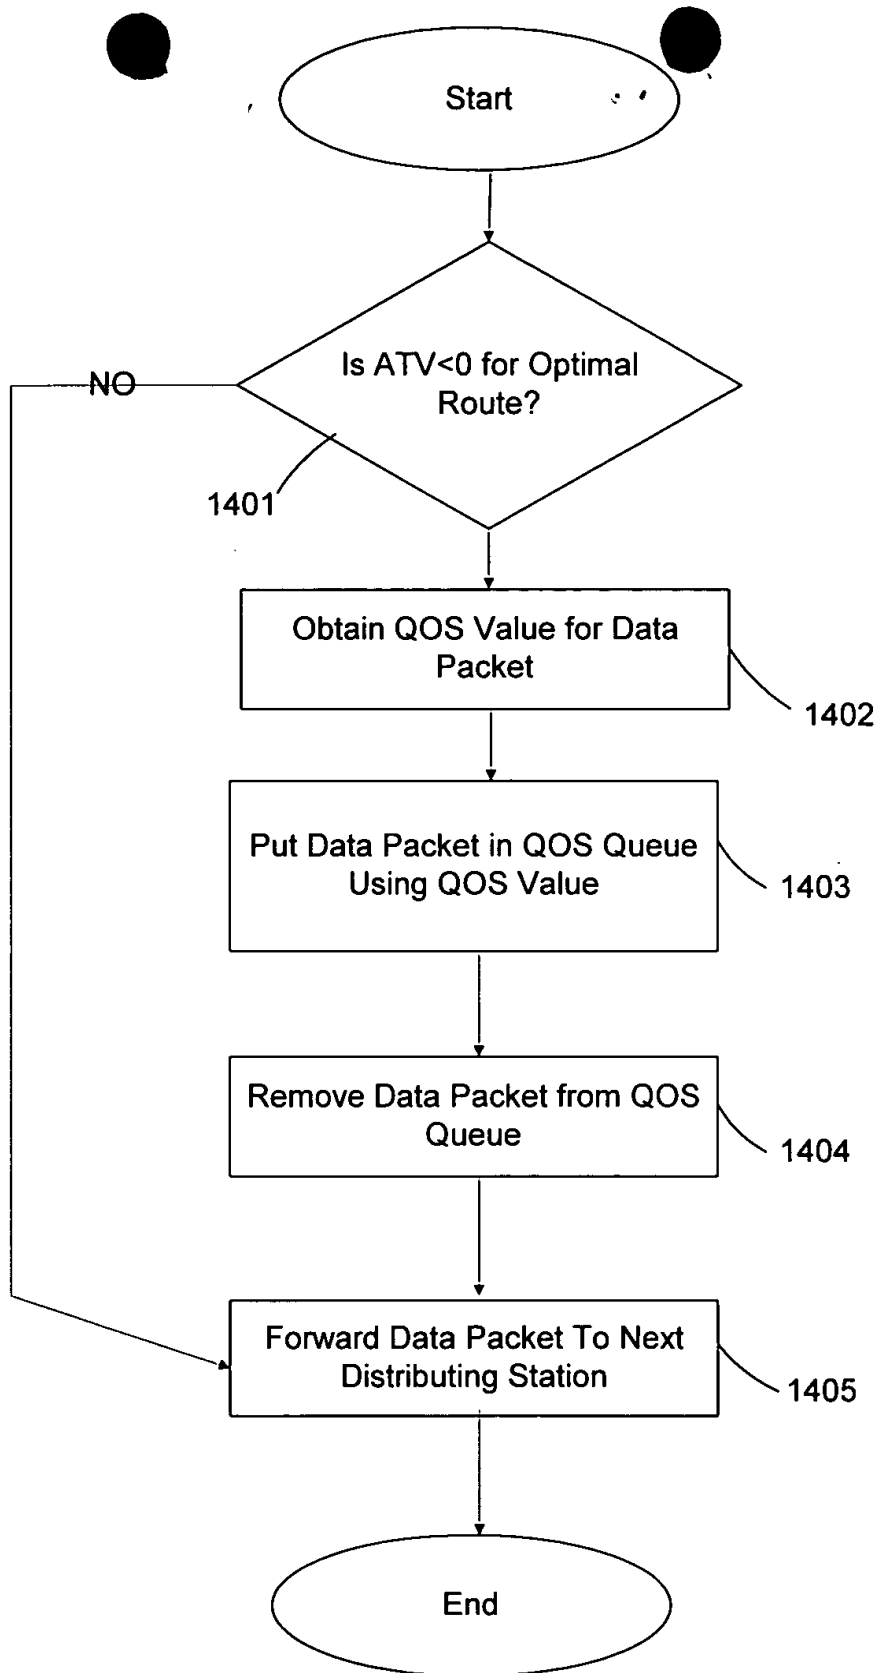 Start
Is ATV<0 for Optimal
Route?
NO
1401
Obtain QOS Value for Data
Packet
1402
Put Data Packet in QOS Queue
Using QOS Value
1403
Remove Data Packet from QOS
Queue
1404
Forward Data Packet To Next
Distributing Station
1405
End